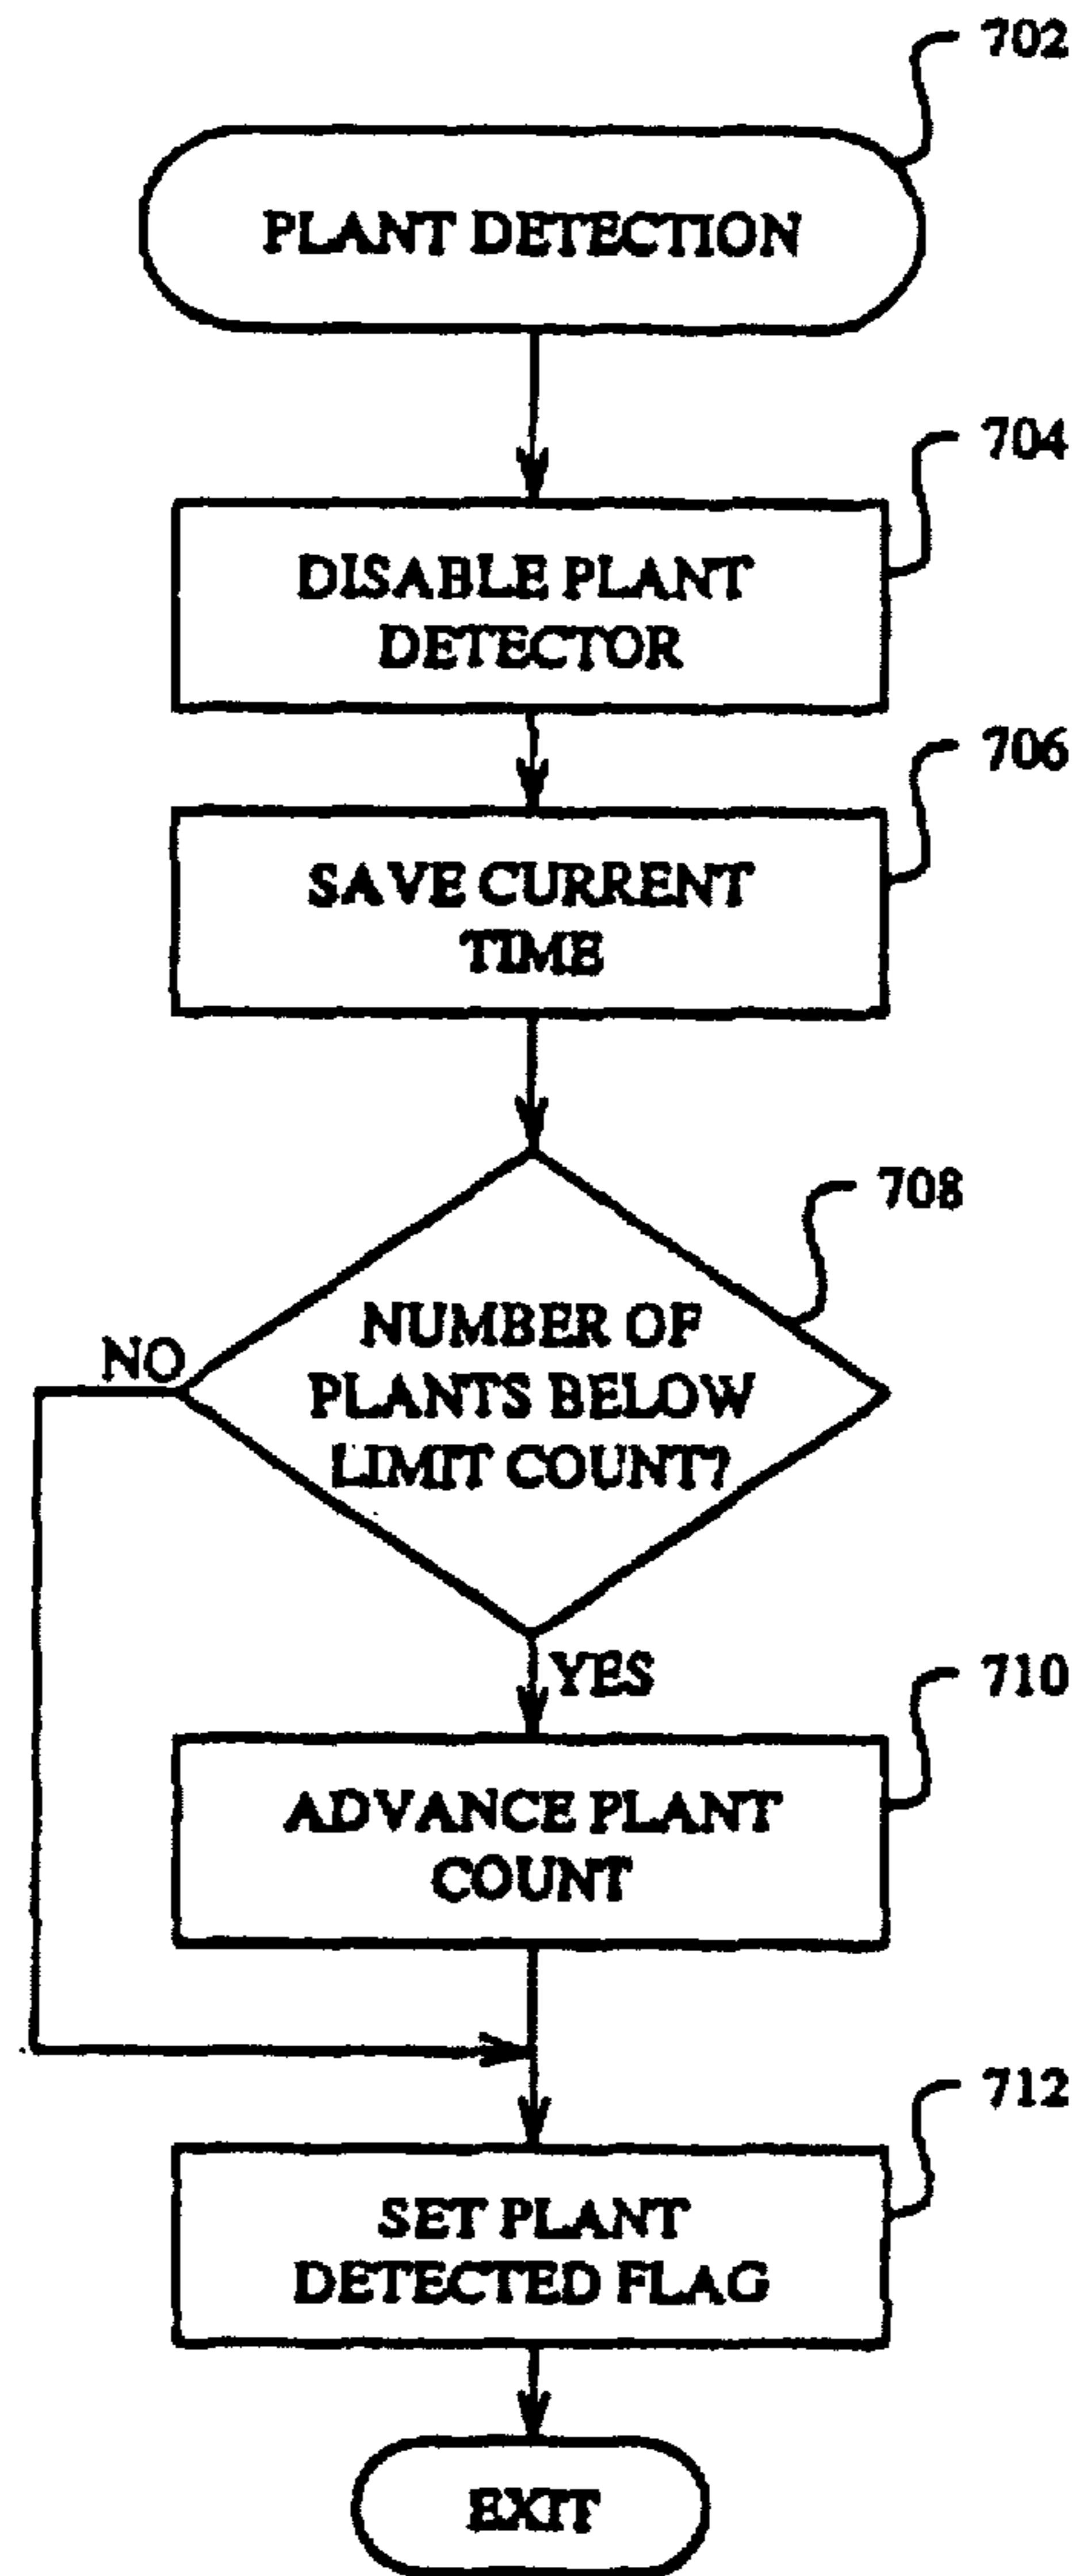 702
PLANT DETECTION
704
DISABLE PLANT
DETECTOR
706
SAVE CURRENT
TIME
708
NUMBER OF
PLANTS BELOW
LIMIT COUNT?
NO
YES
710
ADVANCE PLANT
COUNT
712
SET PLANT
DETECTED FLAG
EXIT